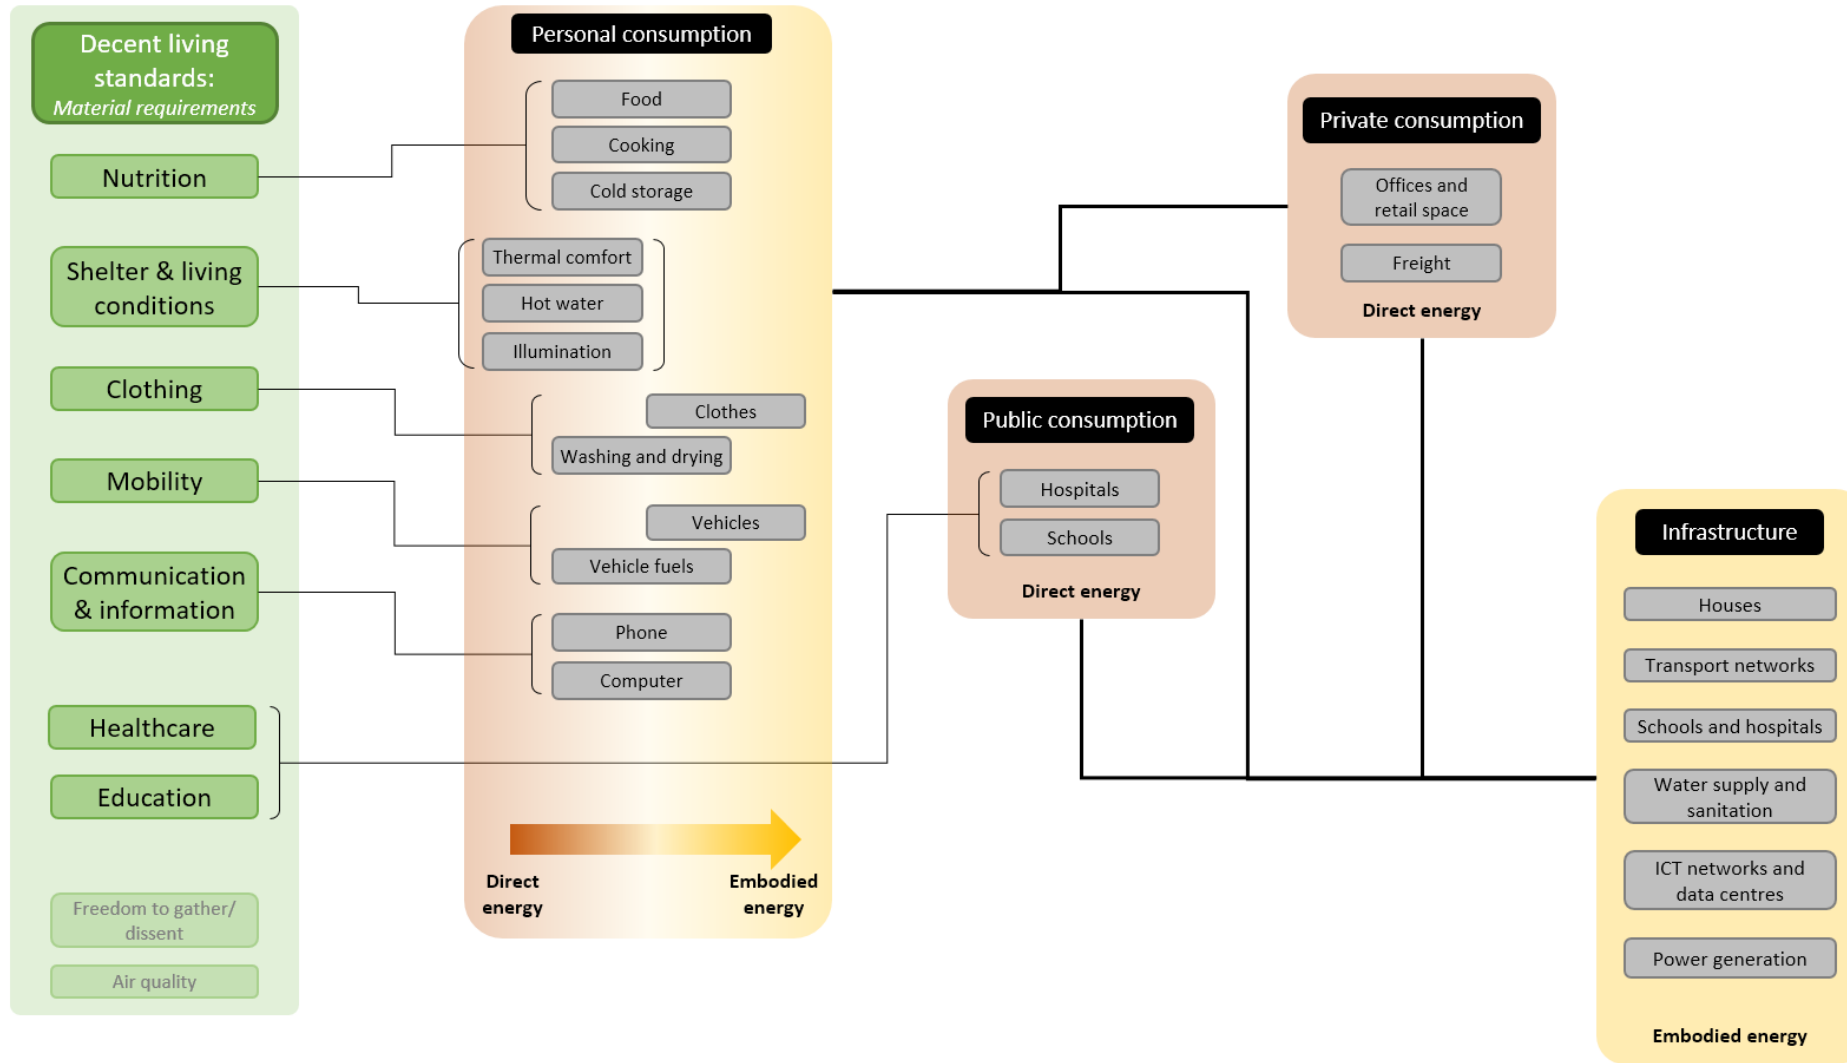 Decent living
standards:
Material requirements
Nutrition
Shelter & living
conditions
Clothing
Mobility
Communication
& information
Healthcare
Education
Freedom to gather/
dissent
Air quality
Personal consumption
Food
Cooking
Cold storage
Thermal comfort
Hot water
Illumination
Clothes
Washing and drying
Vehicles
Vehicle fuels
Phone
Computer
Direct
energy
Embodied
energy
Public consumption
Hospitals
Schools
Direct energy
Private consumption
Offices and
retail space
Freight
Direct energy
Infrastructure
Houses
Transport networks
Schools and hospitals
Water supply and
sanitation
ICT networks and
data centres
Power generation
Embodied energy